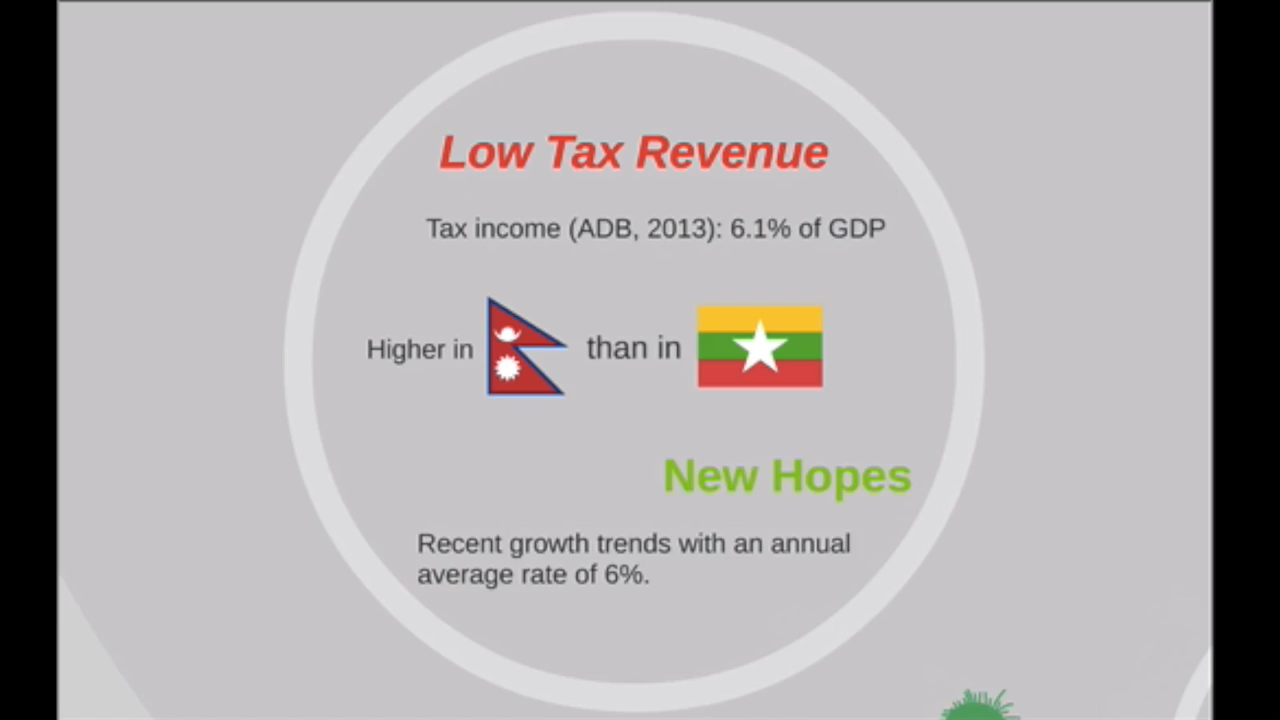 Low Tax Revenue
Tax income (ADB, 2013): 6.1% of GDP
Higher in than in
New Hopes
Recent growth trends with an annual
average rate of 6%.